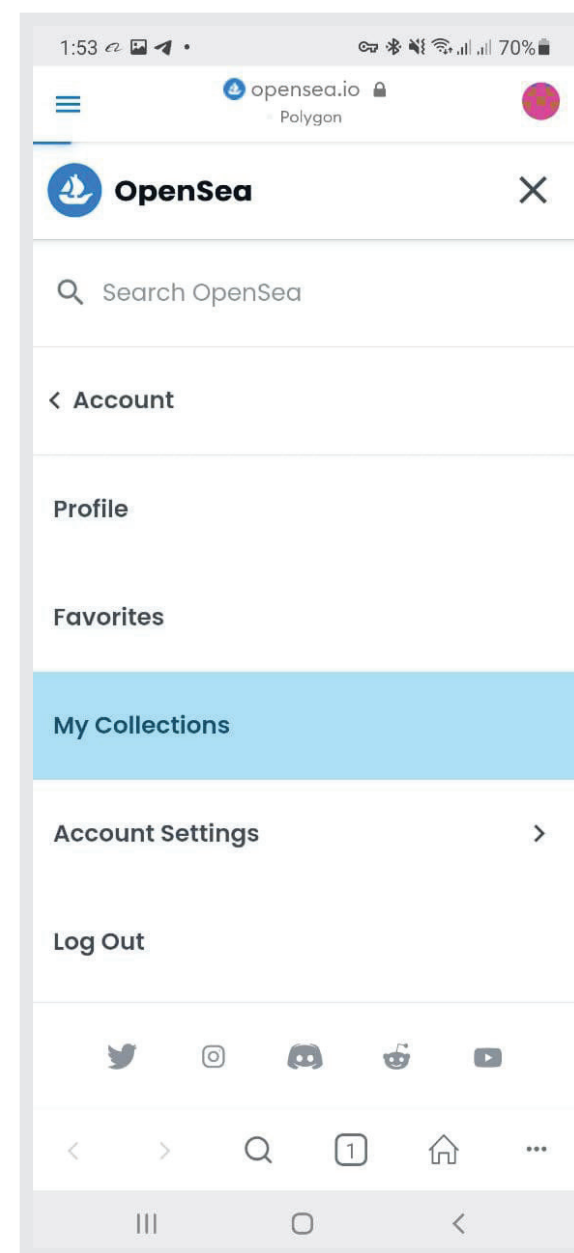 1:53
70%
opensea.io
Polygon
OpenSea
Search OpenSea
Account
Profile
Favorites
My Collections
Account Settings
Log Out
1